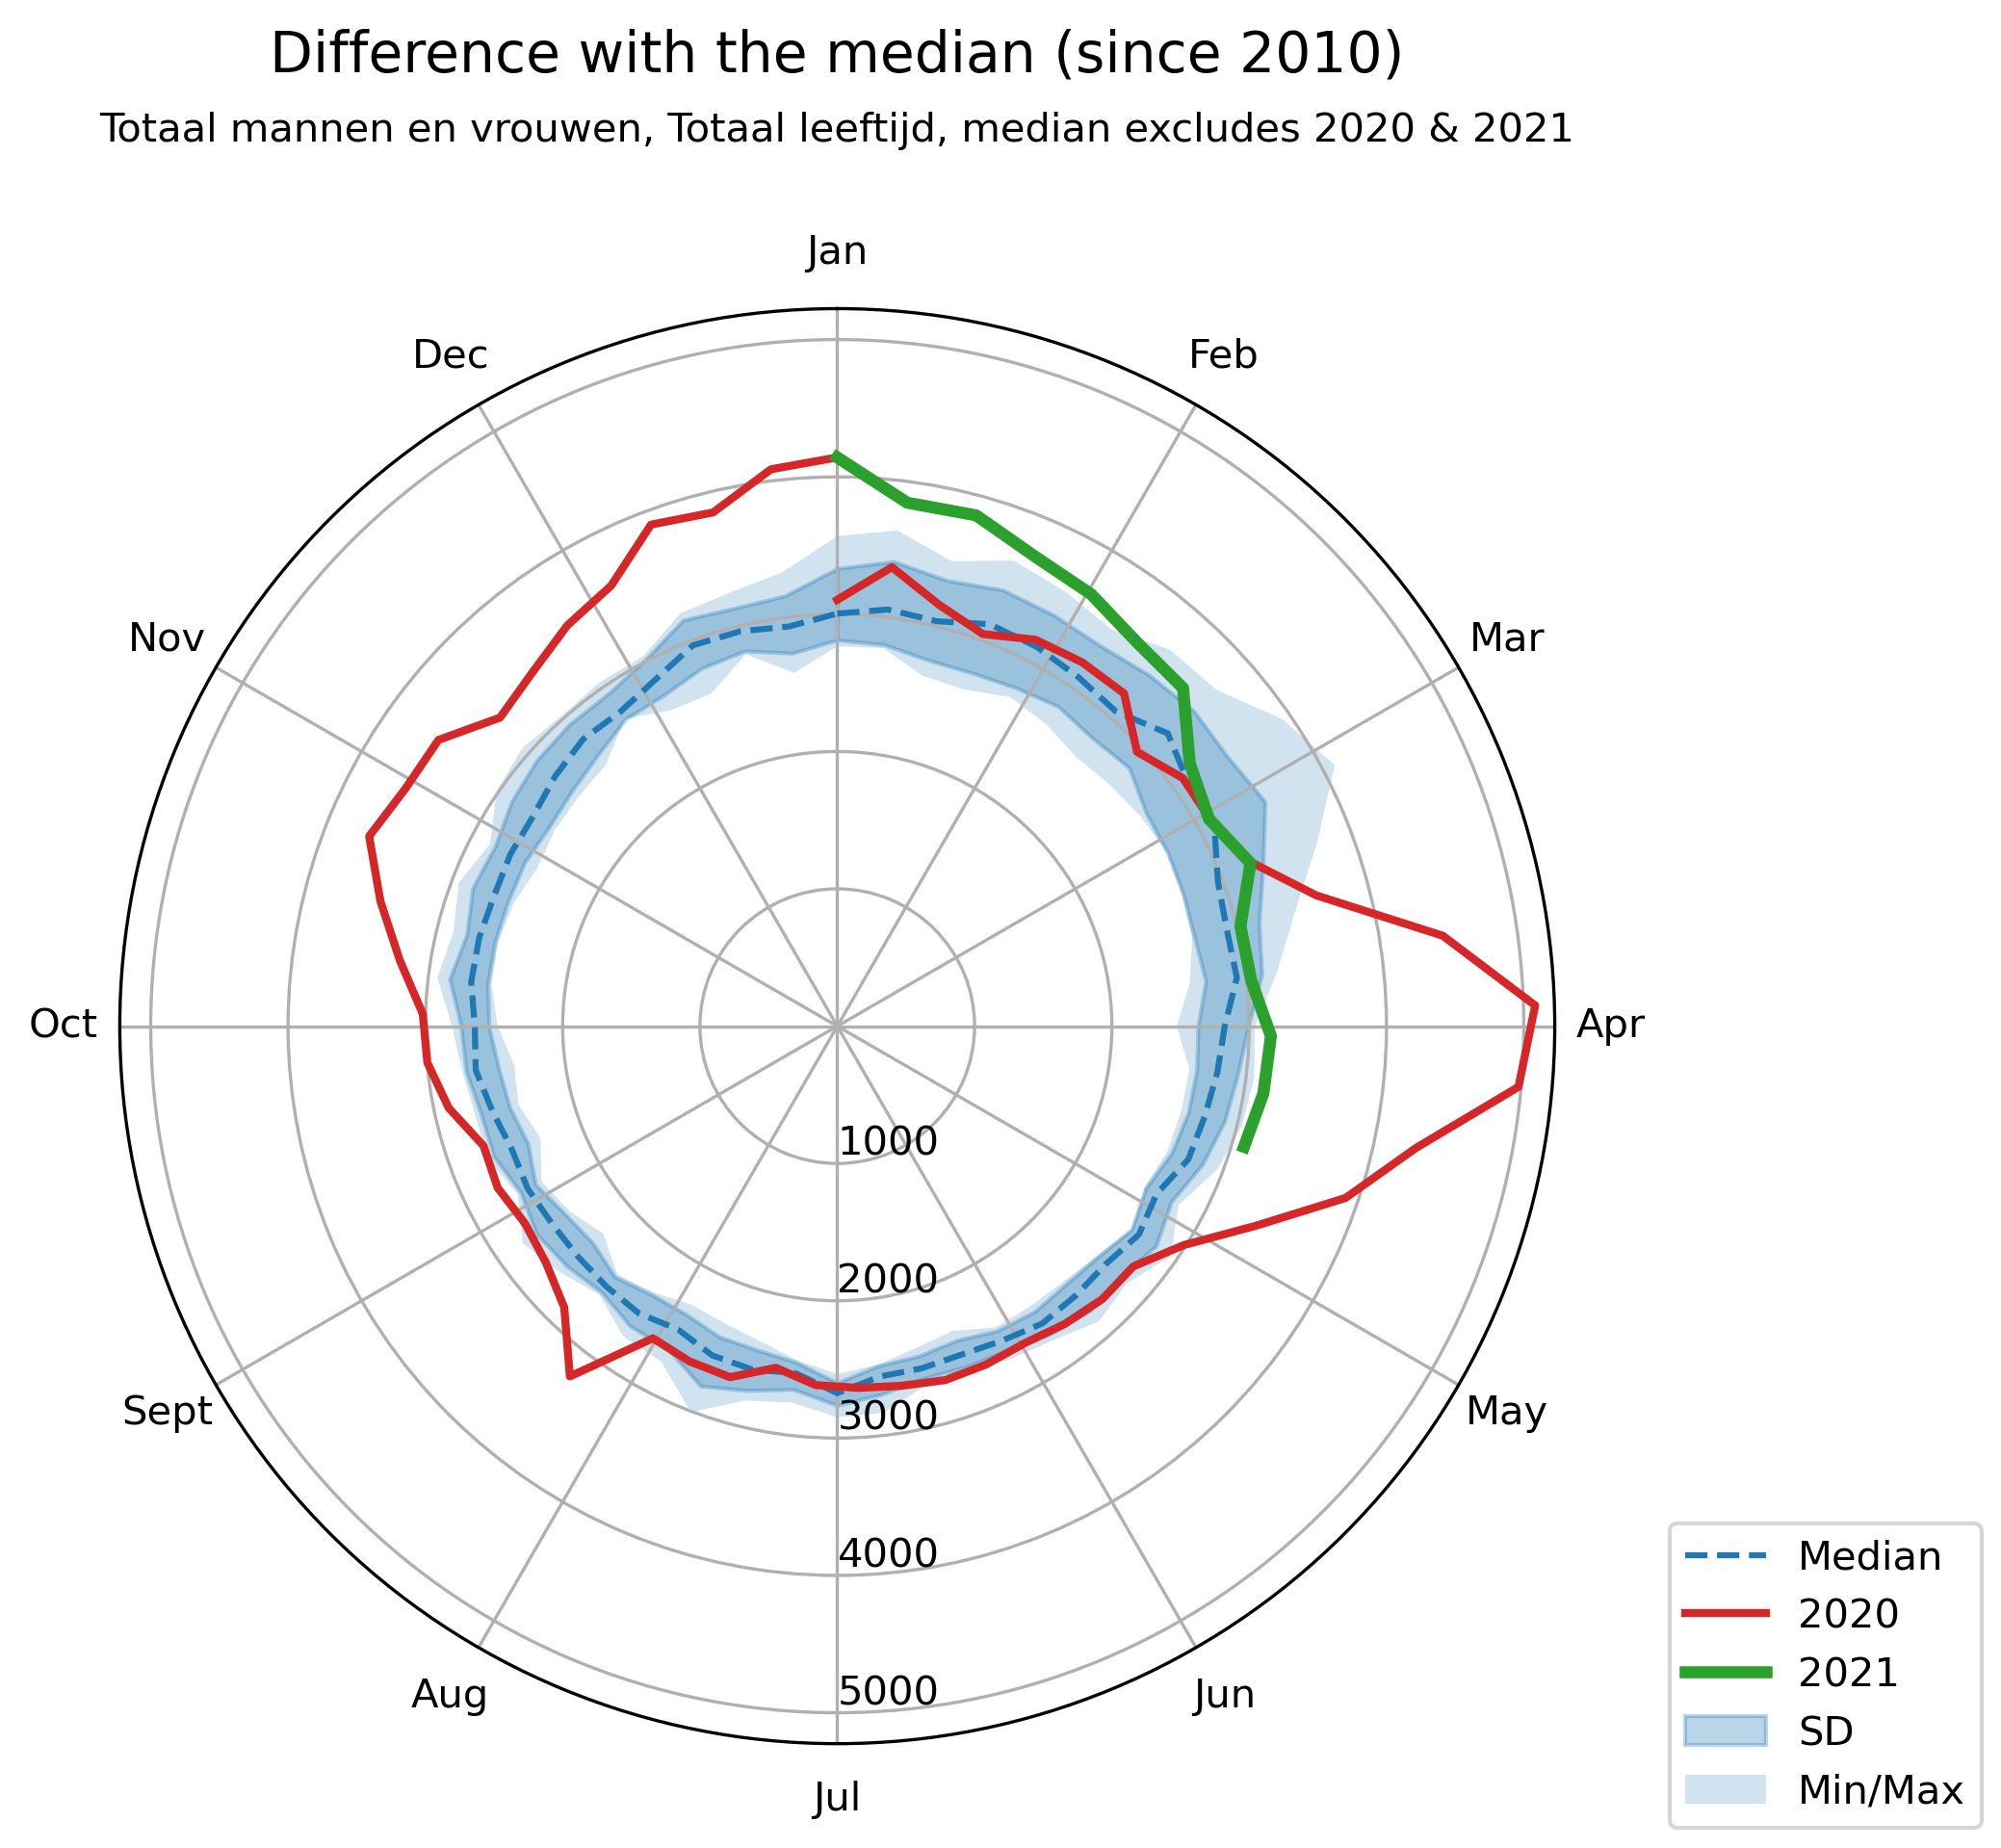 Difference with the median (since 2010)
Totaal mannen en vrouwen, Totaal leeftijd, median excludes 2020 & 2021
Jan
Feb
Mar
Apr
May
Jun
Jul
Aug
Sept
Oct
Nov
Dec
1000
2000
3000
4000
5000
Median
2020
2021
SD
Min/Max